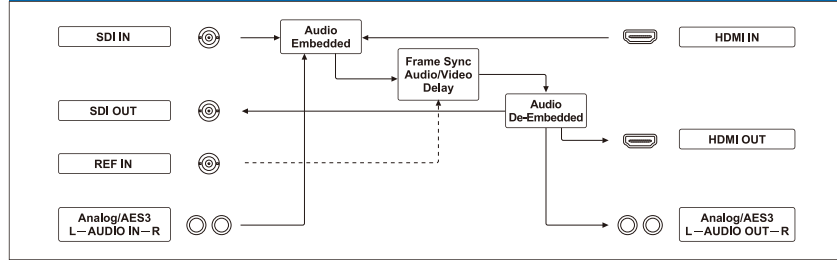 SDI IN
Audio
Embedded
HDMI IN
Frame Sync
Audio/Video
Delay
SDI OUT
Audio
De-Embedded
HDMI OUT
REF IN
Analog/AES3
L—AUDIO IN—R
Analog/AES3
L—AUDIO OUT—R